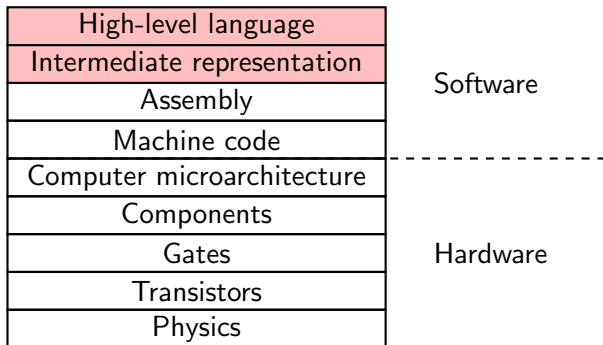 High-level language
Intermediate representation
Assembly
Software
Machine code
Computer microarchitecture
Components
Gates
Hardware
Transistors
Physics